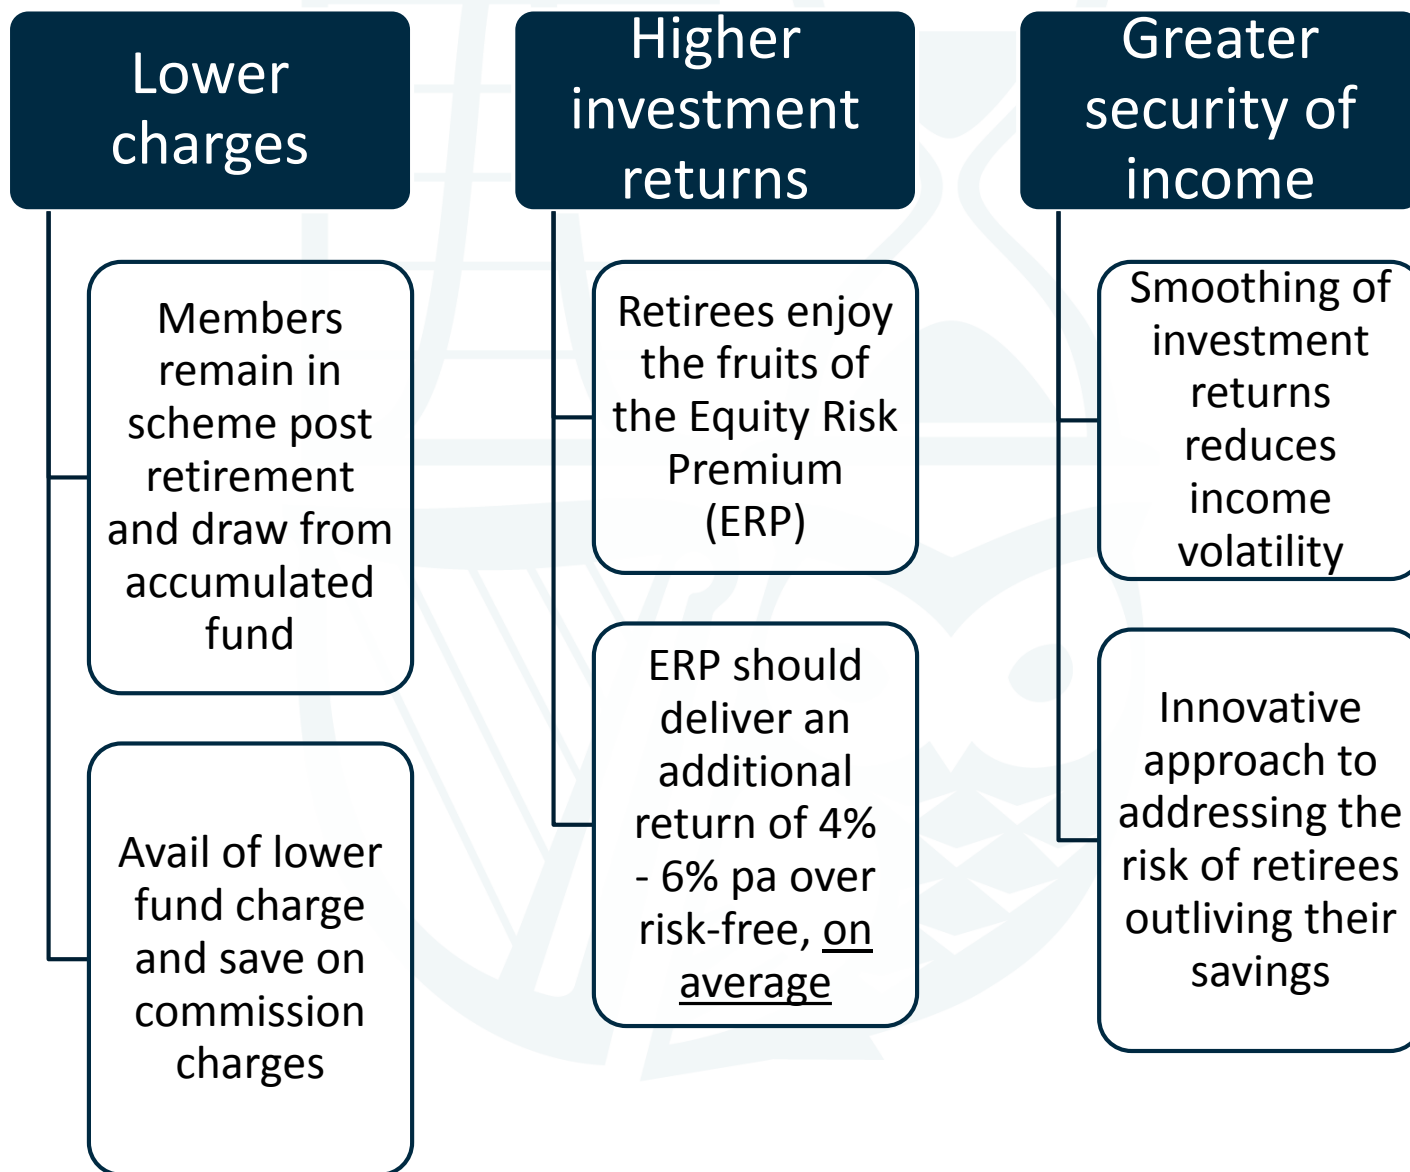 Lower
charges
Members
remain in
scheme post
retirement
and draw from
accumulated
fund
Avail of lower
fund charge
and save on
commission
charges
Higher
investment
returns
Retirees enjoy
the fruits of
the Equity Risk
Premium
(ERP)
ERP should
deliver an
additional
return of 4%
- 6% pa over
risk-free, on
average
Greater
security of
income
Smoothing of
investment
returns
reduces
income
volatility
Innovative
approach to
addressing the
risk of retirees
outliving their
savings